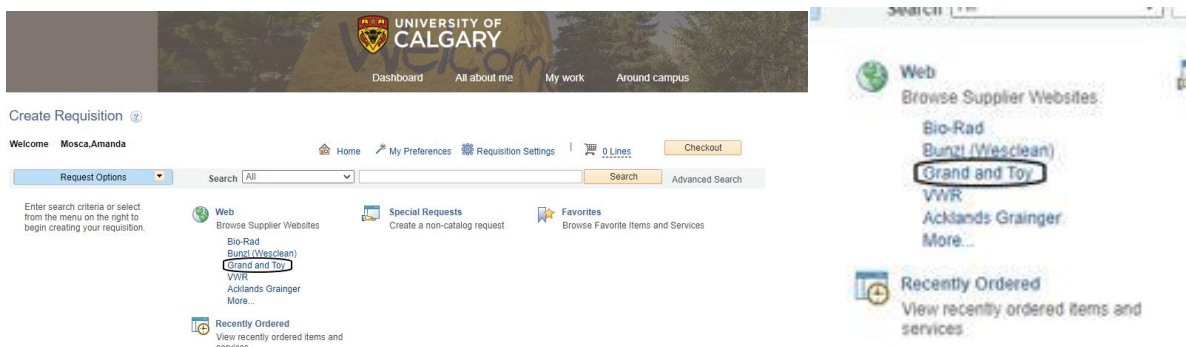 UNIVERSITY OF
CALGARY
Welcome
Dashboard All about me My work Around campus
Create Requisition ?
Welcome Mosca,Amanda
Home My Preferences Requisition Settings 0 Lines Checkout
Request Options Search All Search Advanced Search
Enter search criteria or select
from the menu on the right to
begin creating your requisition.
Web
Browse Supplier Websites
Bio-Rad
Bunzl (Wesclean)
Grand and Toy
VWR
Acklands Grainger
More...
Special Requests
Create a non-catalog request
Favorites
Browse Favorite Items and Services
Recently Ordered
View recently ordered items and
services
Search
Web
Browse Supplier Websites
Bio-Rad
Bunzl (Wesclean)
Grand and Toy
VWR
Acklands Grainger
More...
Recently Ordered
View recently ordered items and
services